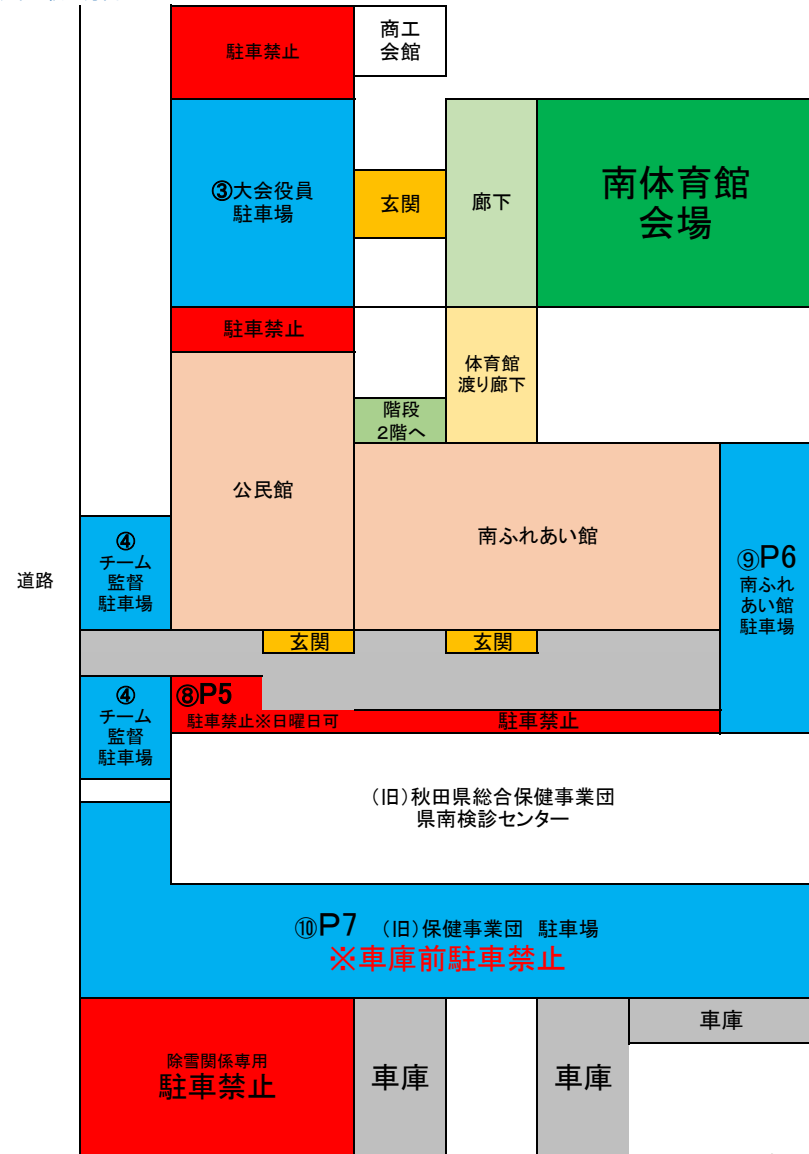 駐車禁止
商工
会館
③大会役員
駐車場
玄関
廊下
南体育館
会場
駐車禁止
体育館
渡り廊下
階段
2階へ
公民館
南ふれあい館
④
チーム
監督
駐車場
道路
⑨P6
南ふれ
あい館
駐車場
玄関
玄関
④
チーム
監督
駐車場
⑧P5
駐車禁止※日曜日可
駐車禁止
(旧)秋田県総合保健事業団
県南検診センター
⑩P7 (旧)保健事業団 駐車場
※車庫前駐車禁止
車庫
除雪関係専用
駐車禁止
車庫
車庫